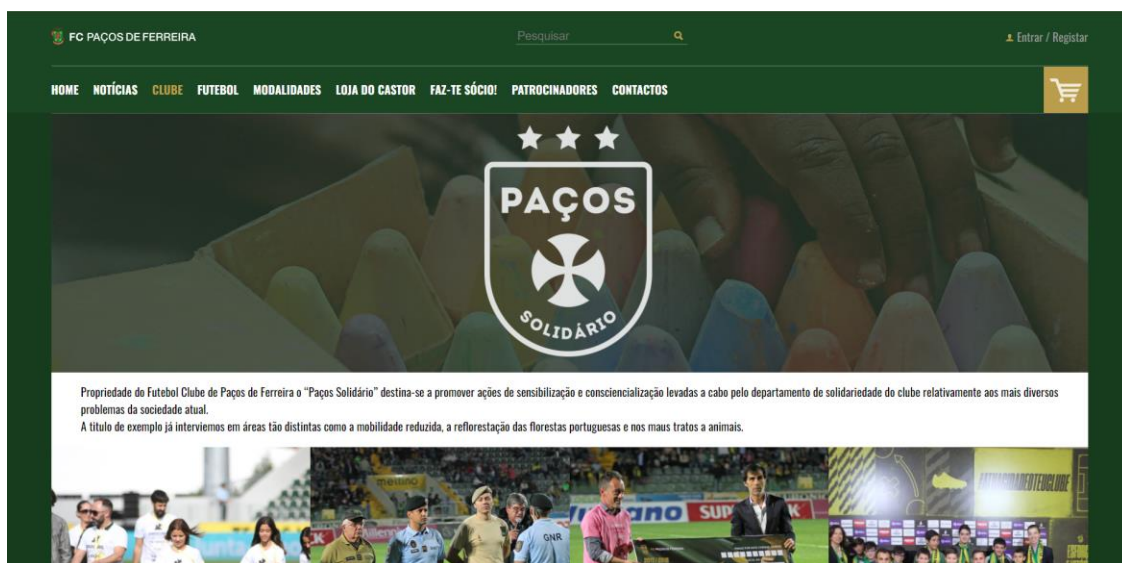 FC PAÇOS DE FERREIRA
Pesquisar
Entrar / Registar
HOME NOTÍCIAS CLUBE FUTEBOL MODALIDADES LOJA DO CASTOR FAZ-TE SÓCIO! PATROCINADORES CONTACTOS
PAÇOS
SOLIDÁRIO
Propriedade do Futebol Clube de Paços de Ferreira o “Paços Solidário” destina-se a promover ações de sensibilização e consciencialização levadas a cabo pelo departamento de solidariedade do clube relativamente aos mais diversos
problemas da sociedade atual.
A titulo de exemplo já interviemos em áreas tão distintas como a mobilidade reduzida, a reflorestação das florestas portuguesas e nos maus tratos a animais.
GNR